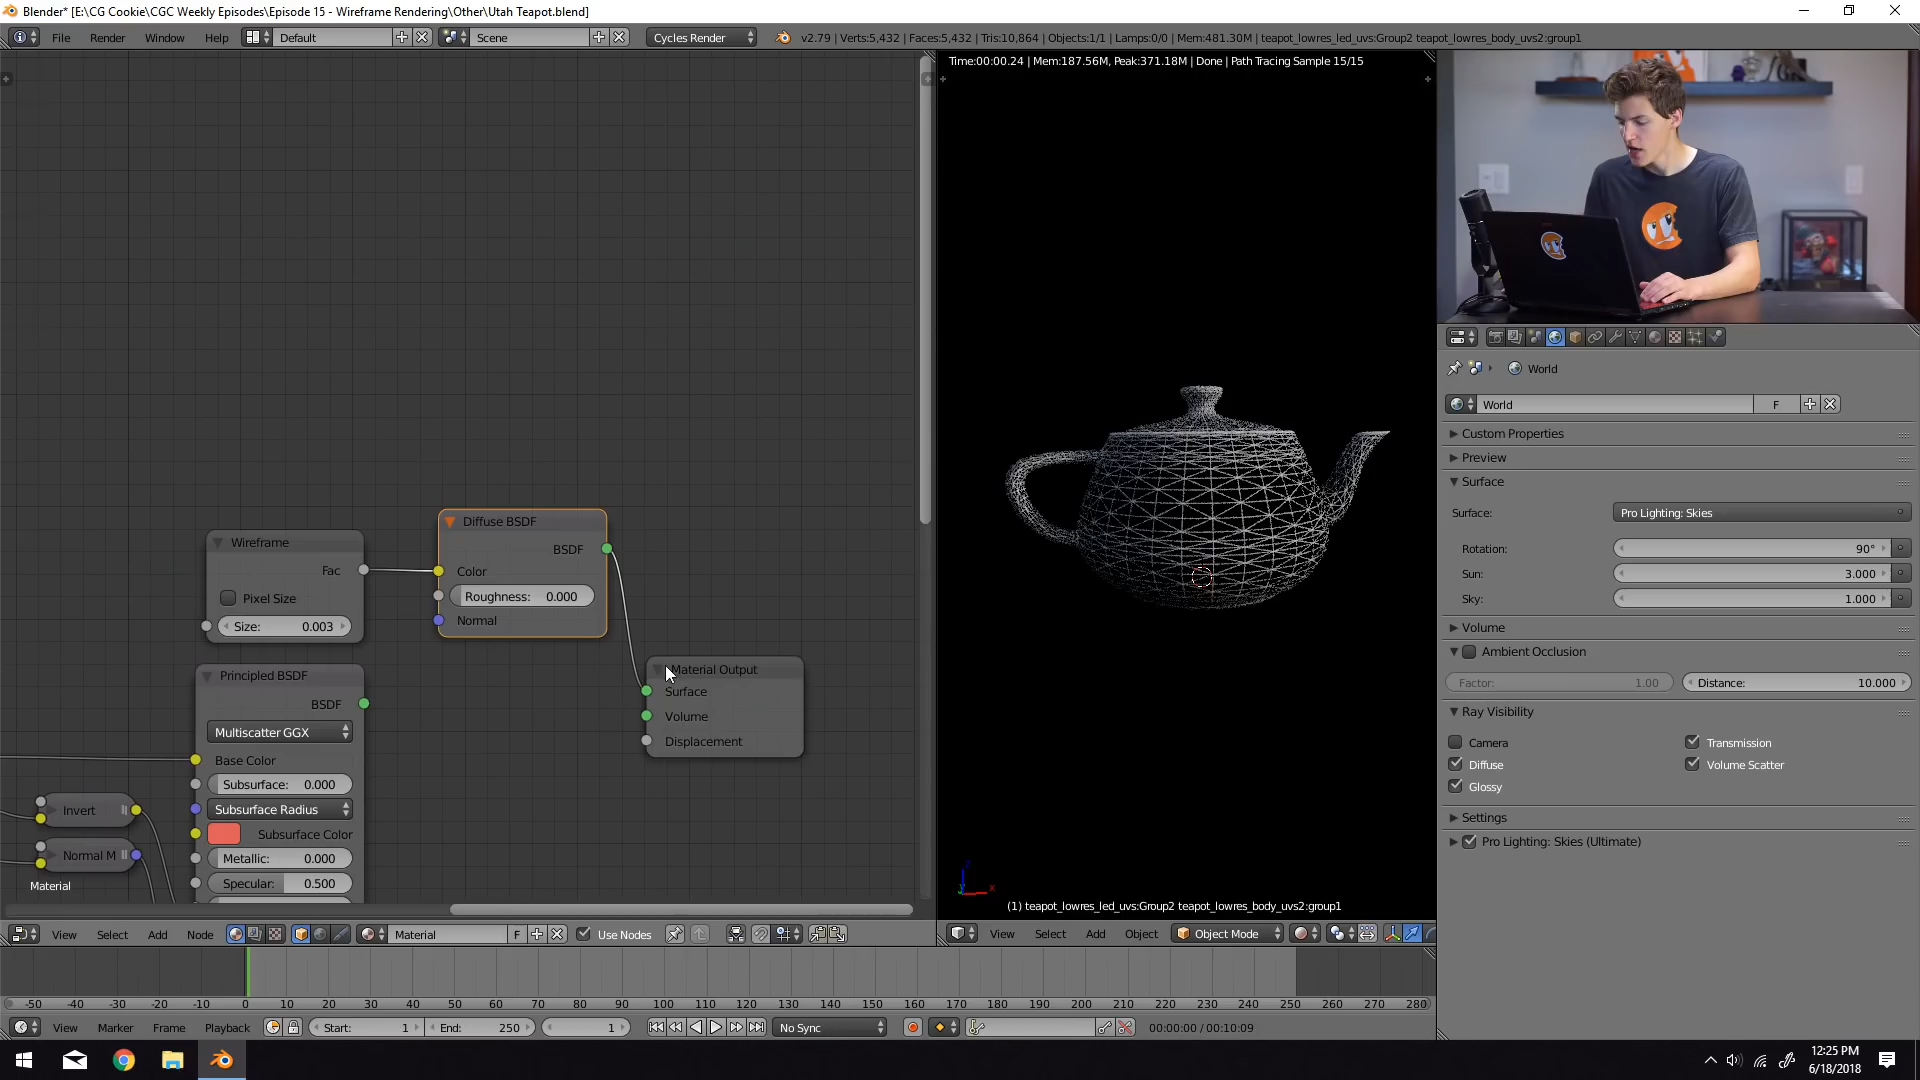 Blender* [E:\CG Cookie\CGC Weekly Episodes\Episode 15 - Wireframe Rendering\Other\Utah Teapot.blend]
File Render Window Help Default Scene Cycles Render v2.79 | Verts:5,432 | Faces:5,432 | Tris:10,864 | Objects:1/1 | Lamps:0/0 | Mem:481.30M | teapot_lowres_led_uvs:Group2 teapot_lowres_body_uvs2:group1
Time:00:00.24 | Mem:187.56M, Peak:371.18M | Done | Path Tracing Sample 15/15
World
World F
Custom Properties
Preview
Surface
Surface: Pro Lighting: Skies
Rotation: 90°
Sun: 3.000
Sky: 1.000
Volume
Ambient Occlusion
Factor: 1.00 Distance: 10.000
Ray Visibility
Camera Transmission
Diffuse Volume Scatter
Glossy
Settings
Pro Lighting: Skies (Ultimate)
Wireframe
Fac
Pixel Size
Size: 0.003
Diffuse BSDF
BSDF
Color
Roughness: 0.000
Normal
Material Output
Surface
Volume
Displacement
Principled BSDF
BSDF
Multiscatter GGX
Base Color
Subsurface: 0.000
Subsurface Radius
Subsurface Color
Metallic: 0.000
Specular: 0.500
Invert
Normal M
Material
z
x
(1) teapot_lowres_led_uvs:Group2 teapot_lowres_body_uvs2:group1
View Select Add Node Material F Use Nodes
View Select Add Object Object Mode
-50 -40 -30 -20 -10 0 10 20 30 40 50 60 70 80 90 100 110 120 130 140 150 160 170 180 190 200 210 220 230 240 250 260 270 280
View Marker Frame Playback Start: 1 End: 250 1 No Sync 00:00:00 / 00:10:09
12:25 PM
6/18/2018